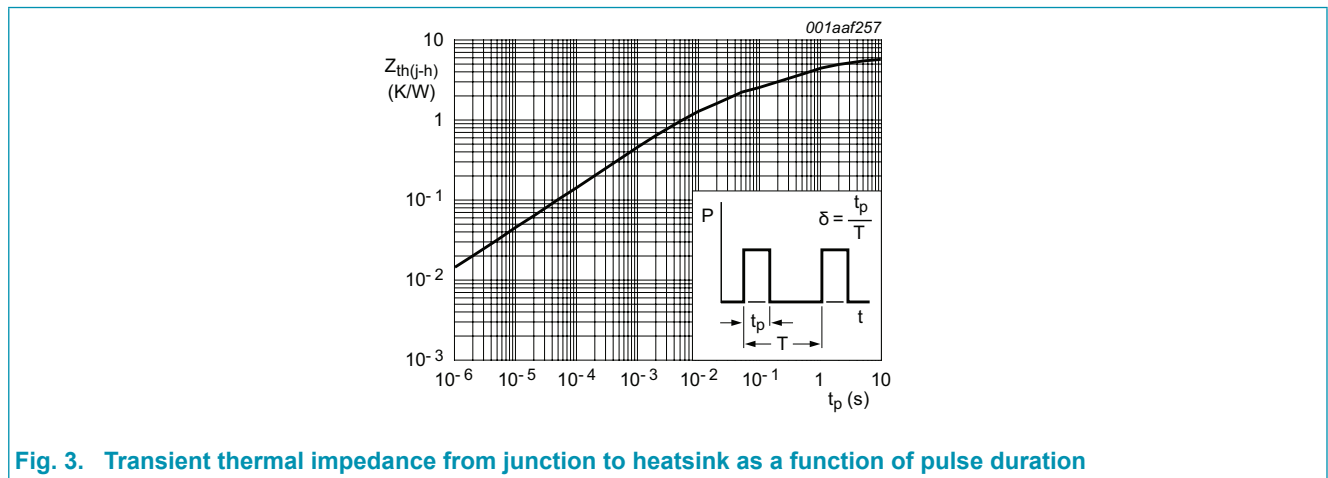 001aaf257
10
Zth(j-h)
(K/W)
1
10-1
10-2
10-3
P
δ = tp
T
tp
t
T
10-6 10-5 10-4 10-3 10-2 10-1 1 10
tp (s)
Fig. 3. Transient thermal impedance from junction to heatsink as a function of pulse duration